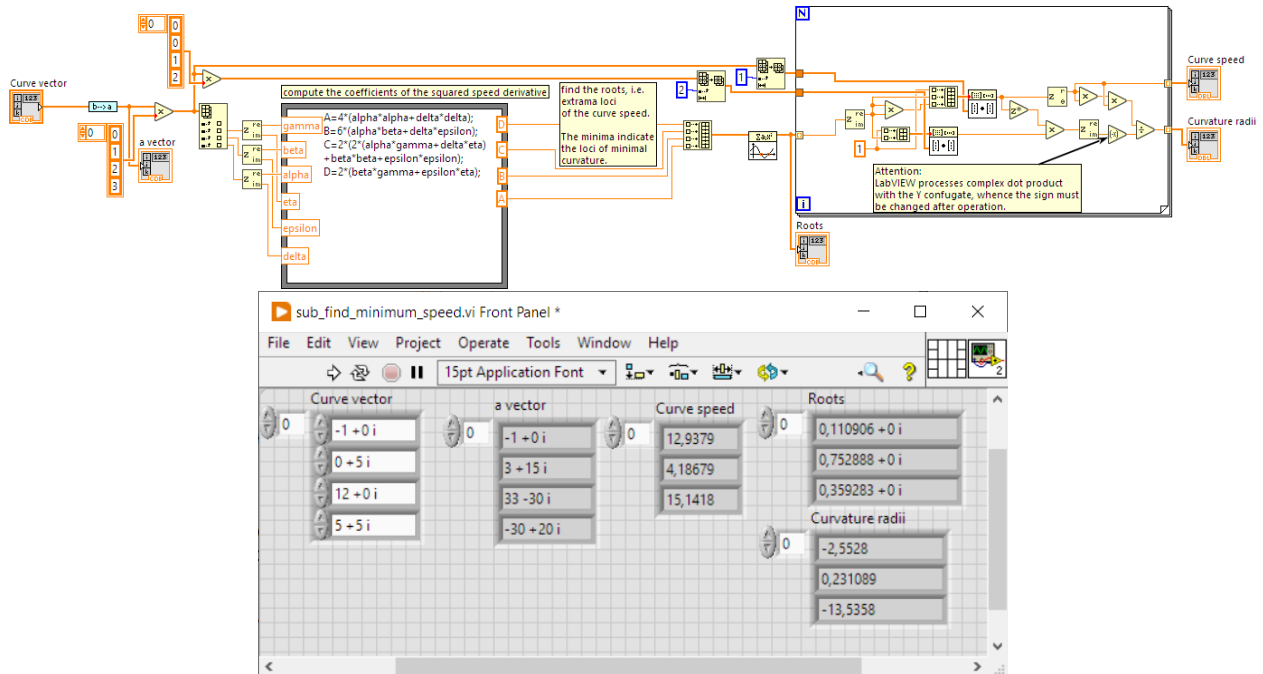 N
0
0
0
1
2
Curve vector
b-->a
0
0
1
2
3
a vector
compute the coefficients of the squared speed derivative
A=4*(alpha*alpha+delta*delta);
B=6*(alpha*beta+delta*epsilon);
C=2*(2*(alpha*gamma+delta*eta)
+beta*beta+epsilon*epsilon);
D=2*(beta*gamma+epsilon*eta);
gamma
beta
alpha
eta
epsilon
delta
D
C
B
A
find the roots, i.e.
extrama loci
of the curve speed.
The minima indicate
the locs of minimal
curvature.
2
1
1
Attention:
LabVIEW processes complex dot product
with the Y confugate, whence the sign must
be changed after operation.
i
Roots
Curve speed
Curvature radii
sub_find_minimum_speed.vi Front Panel *
File Edit View Project Operate Tools Window Help
15pt Application Font
2
Curve vector
0
-1 +0 i
0 +5 i
12 +0 i
5 +5 i
a vector
0
-1 +0 i
3 +15 i
33 -30 i
-30 +20 i
Curve speed
0
12,9379
4,18679
15,1418
Roots
0
0,110906 +0 i
0,752888 +0 i
0,359283 +0 i
Curvature radii
0
-2,5528
0,231089
-13,5358